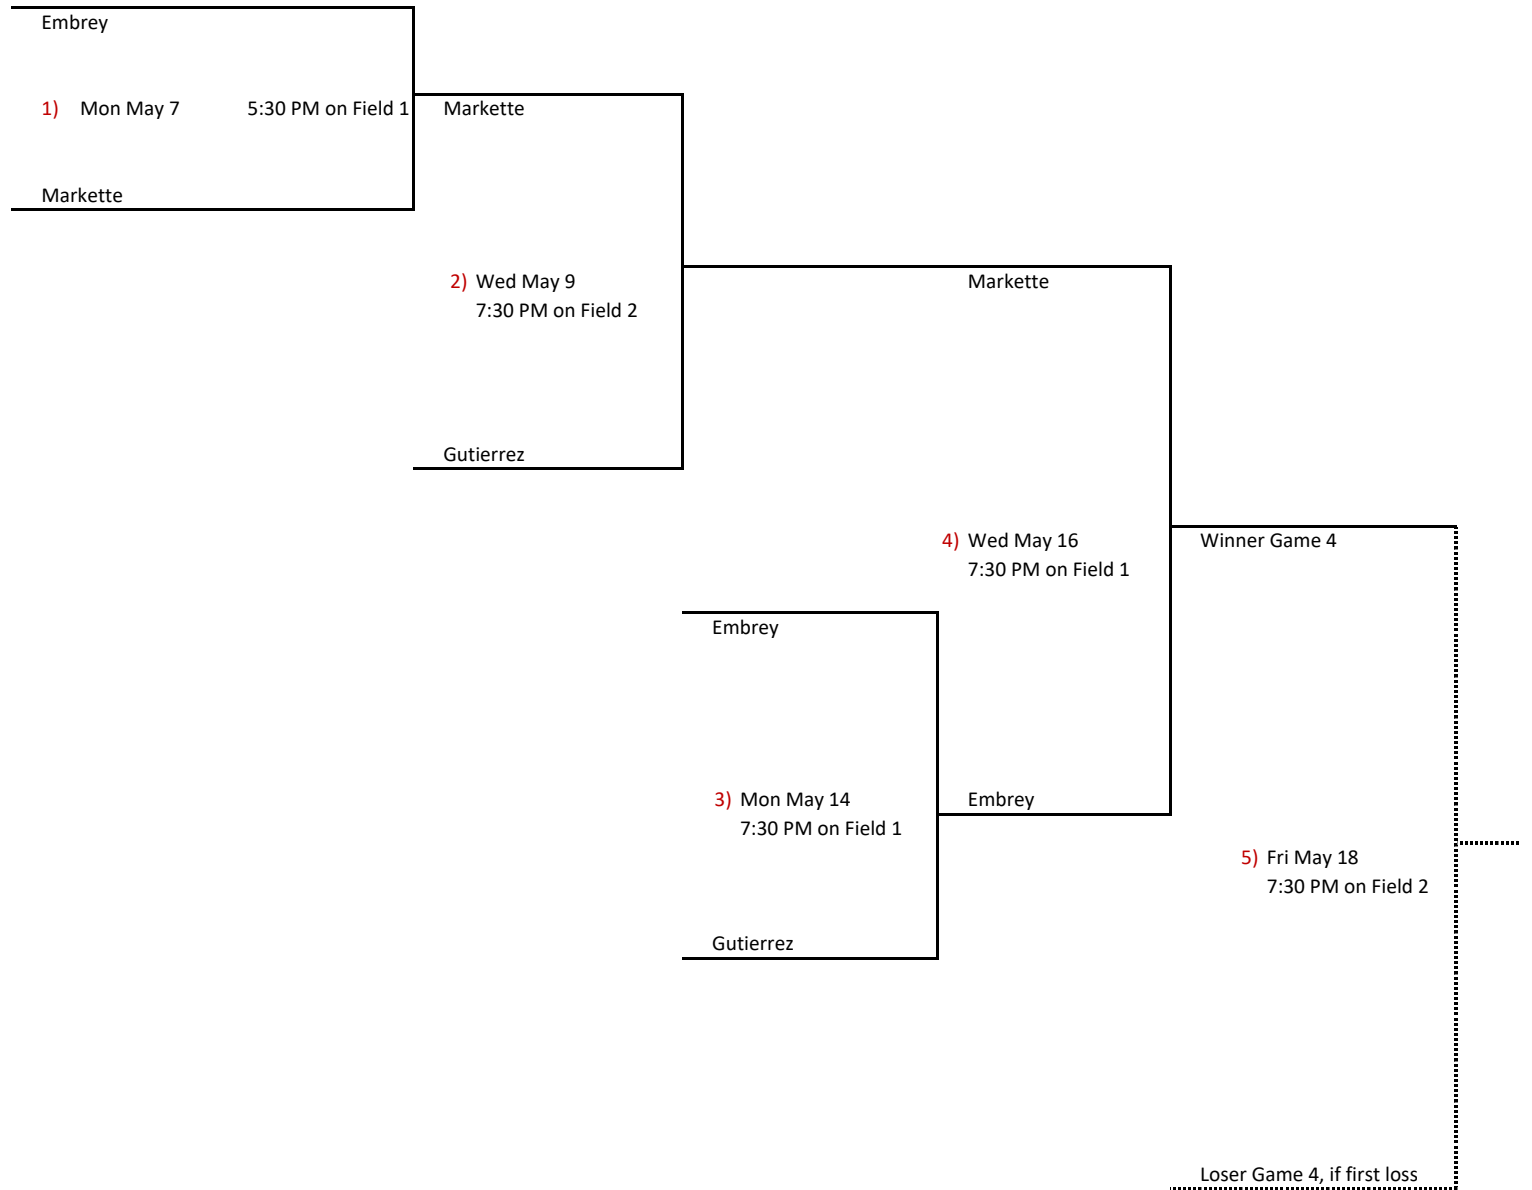 Embrey
1) Mon May 7 5:30 PM on Field 1
Markette
Markette
2) Wed May 9
7:30 PM on Field 2
Markette
Gutierrez
4) Wed May 16
7:30 PM on Field 1
Winner Game 4
Embrey
3) Mon May 14
7:30 PM on Field 1
Embrey
5) Fri May 18
7:30 PM on Field 2
Gutierrez
Loser Game 4, if first loss